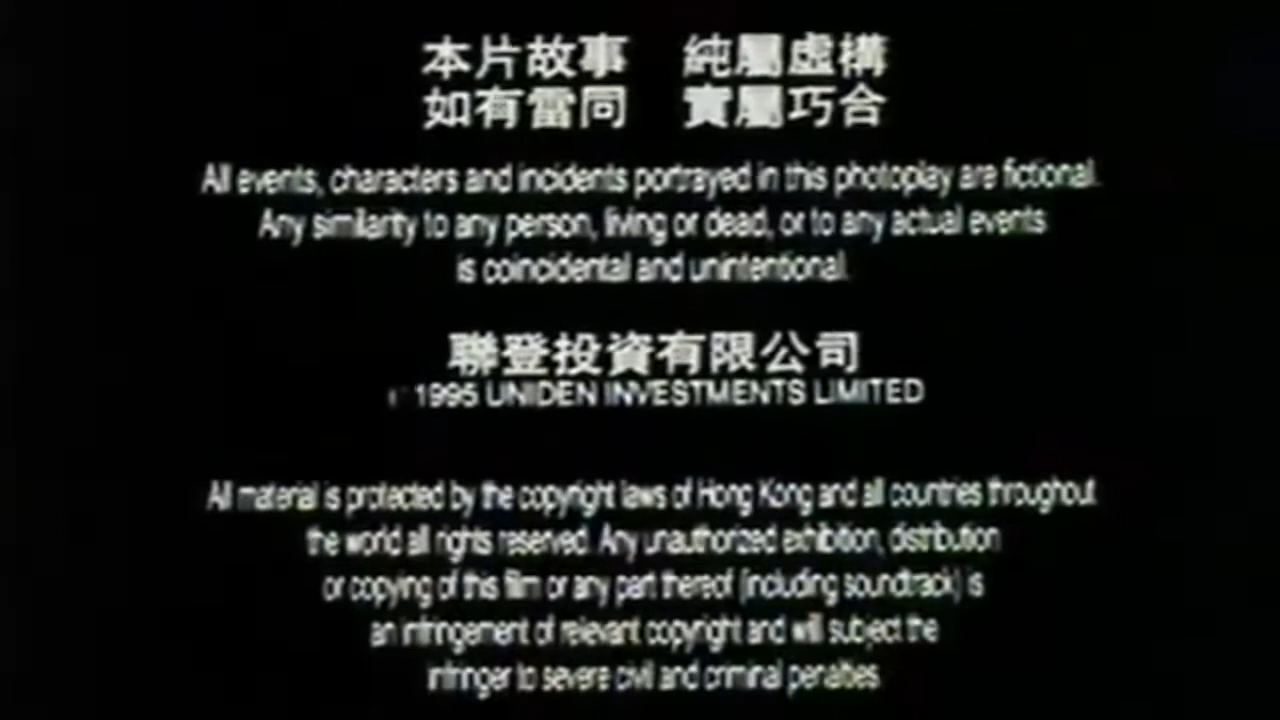 本片故事 純屬虛構
如有雷同 實屬巧合
All events, characters and incidents portrayed in this photoplay are fictional.
Any similarity to any person, living or dead, or to any actual events
is coincidental and unintentional.
聯登投資有限公司
1995 UNIDEN INVESTMENTS LIMITED
All material is protected by the copyright laws of Hong Kong and all countries throughout
the world all rights reserved. Any unauthorized exhibition, distribution
or copying of this film or any part thereof (including soundtrack) is
an infringement of relevant copyright and will subject the
infringer to severe civil and criminal penalties.